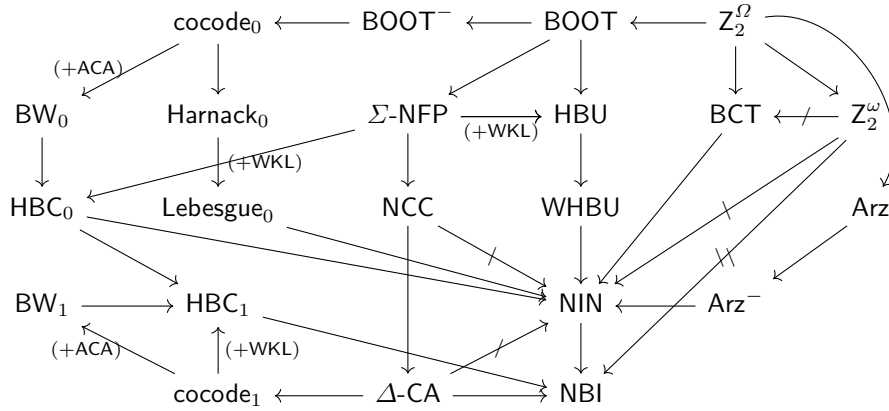 cocode₀ BOOT⁻ BOOT Z₂^Ω
(+ACA)
BW₀ Harnack₀ Σ-NFP (+WKL) HBU BCT Z₂^ω
(+WKL)
HBC₀ Lebesgue₀ NCC WHBU Arz
BW₁ HBC₁ NIN Arz⁻
(+ACA) (+WKL)
cocode₁ Δ-CA NBI